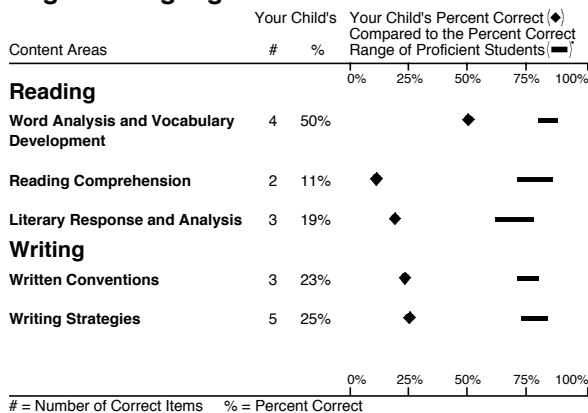 Your Child's Your Child's Percent Correct (◆)
Compared to the Percent Correct
Content Areas # % Range of Proficient Students (▬)*
0% 25% 50% 75% 100%
Reading
Word Analysis and Vocabulary 4 50%
Development
Reading Comprehension 2 11%
Literary Response and Analysis 3 19%
Writing
Written Conventions 3 23%
Writing Strategies 5 25%
0% 25% 50% 75% 100%
# = Number of Correct Items % = Percent Correct